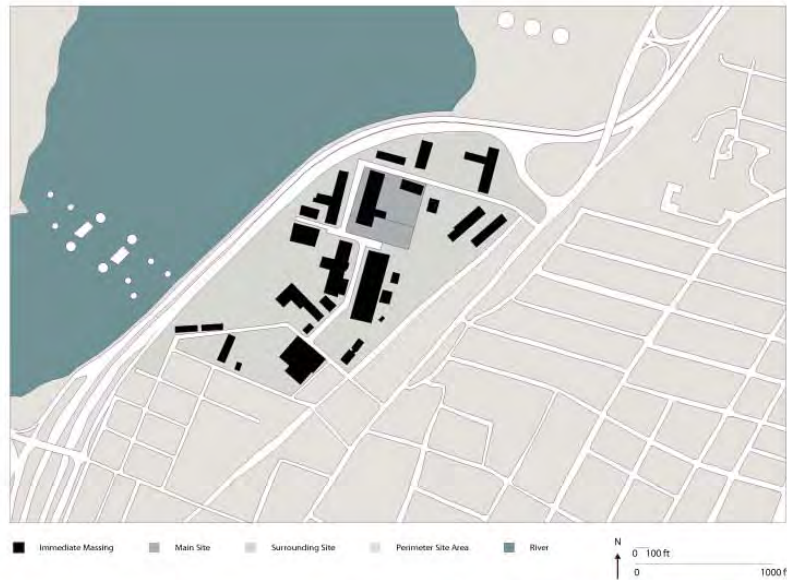 Immediate Massing
Main Site
Surrounding Site
Perimeter Site Area
River
N
0 100 ft
0 1000 f